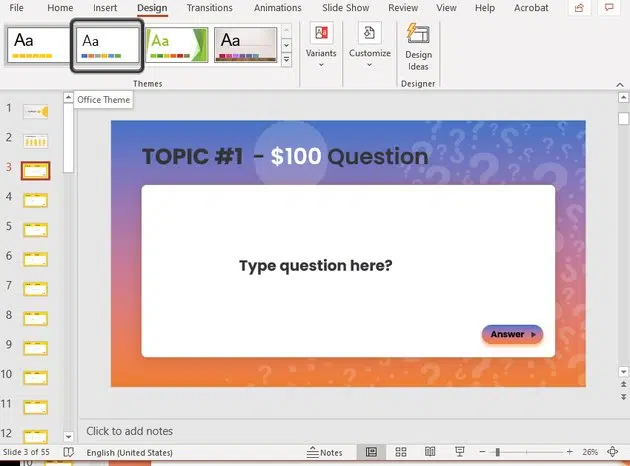 File Home Insert Design Transitions Animations Slide Show Review View Help Acrobat
Aa Aa Aa Aa
Variants Customize Design
Ideas
Themes Designer
Office Theme
1
2
3
4
5
6
7
8
9
10
11
12
TOPIC #1 - $100 Question
Type question here?
Answer
Click to add notes
Slide 3 of 55 English (United States) Notes 26%
10